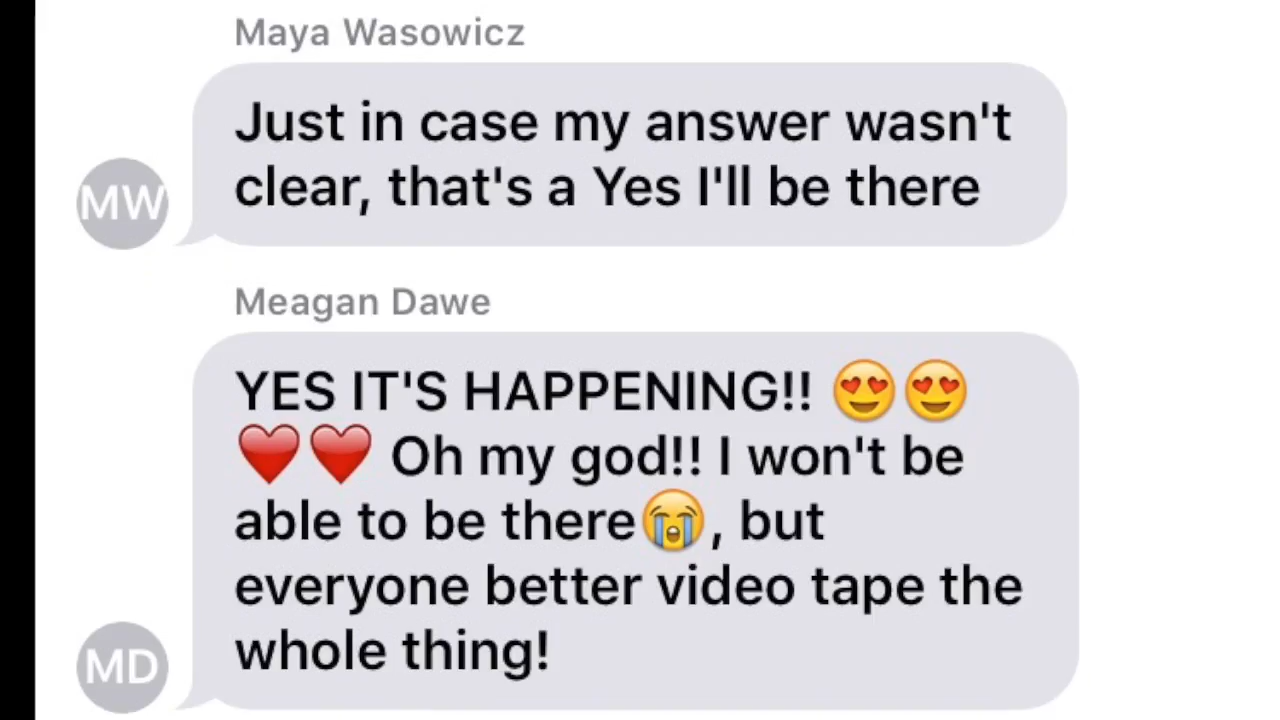 Maya Wasowicz
Just in case my answer wasn't
clear, that's a Yes I'll be there
MW
Meagan Dawe
YES IT'S HAPPENING!! 😍😍
❤️❤️ Oh my god!! I won't be
able to be there😭, but
everyone better video tape the
whole thing!
MD